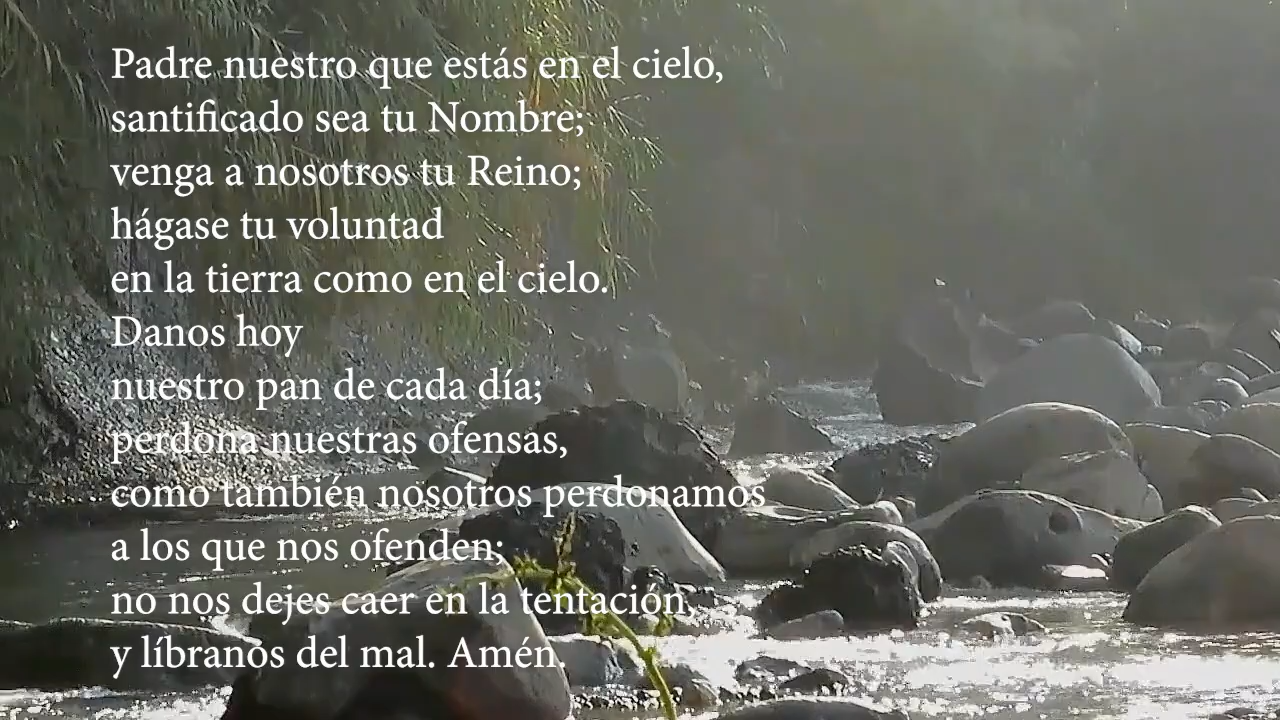 Padre nuestro que estás en el cielo,
santificado sea tu Nombre;
venga a nosotros tu Reino;
hágase tu voluntad
en la tierra como en el cielo.
Danos hoy
nuestro pan de cada día;
perdona nuestras ofensas,
como también nosotros perdonamos
a los que nos ofenden;
no nos dejes caer en la tentación,
y líbranos del mal. Amén.